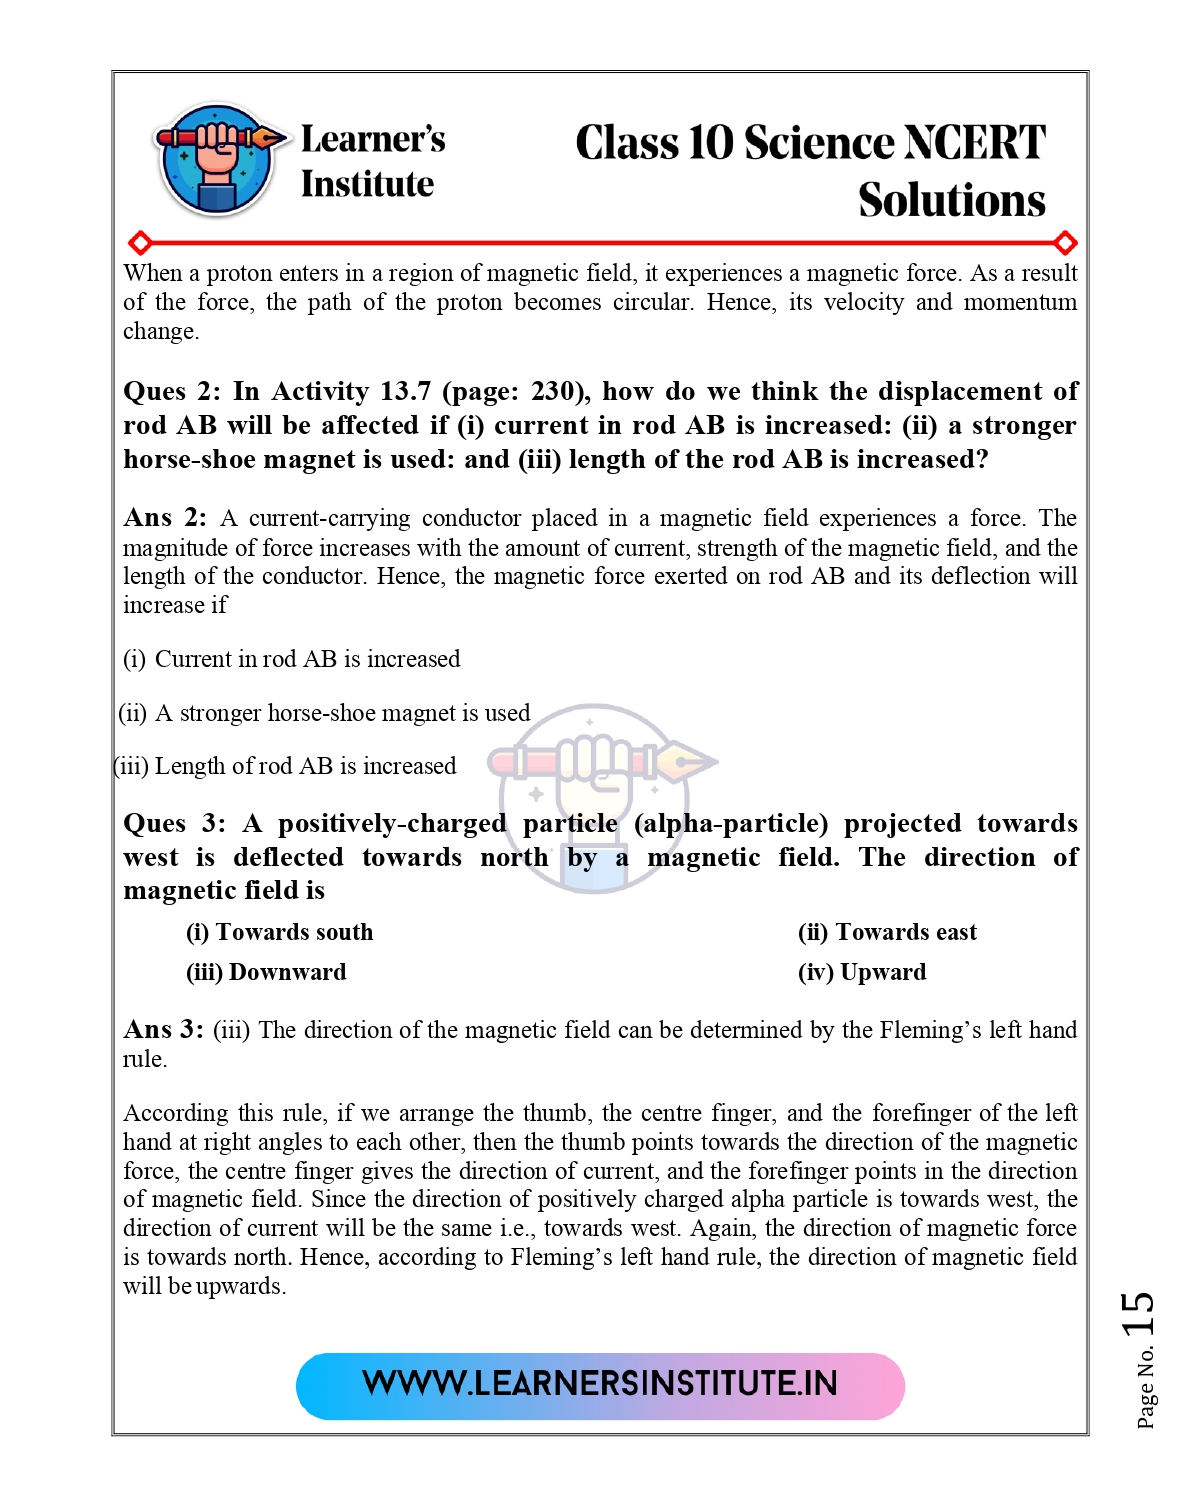 Learner's
Institute
Class 10 Science NCERT
Solutions
When a proton enters in a region of magnetic field, it experiences a magnetic force. As a result
of the force, the path of the proton becomes circular. Hence, its velocity and momentum
change.
Ques 2: In Activity 13.7 (page: 230), how do we think the displacement of
rod AB will be affected if (i) current in rod AB is increased: (ii) a stronger
horse-shoe magnet is used: and (iii) length of the rod AB is increased?
Ans 2: A current-carrying conductor placed in a magnetic field experiences a force. The
magnitude of force increases with the amount of current, strength of the magnetic field, and the
length of the conductor. Hence, the magnetic force exerted on rod AB and its deflection will
increase if
(i) Current in rod AB is increased
(ii) A stronger horse-shoe magnet is used
(iii) Length of rod AB is increased
Ques 3: A positively-charged particle (alpha-particle) projected towards
west is deflected towards north by a magnetic field. The direction of
magnetic field is
(i) Towards south (ii) Towards east
(iii) Downward (iv) Upward
Ans 3: (iii) The direction of the magnetic field can be determined by the Fleming's left hand
rule.
According this rule, if we arrange the thumb, the centre finger, and the forefinger of the left
hand at right angles to each other, then the thumb points towards the direction of the magnetic
force, the centre finger gives the direction of current, and the forefinger points in the direction
of magnetic field. Since the direction of positively charged alpha particle is towards west, the
direction of current will be the same i.e., towards west. Again, the direction of magnetic force
is towards north. Hence, according to Fleming's left hand rule, the direction of magnetic field
will be upwards.
WWW.LEARNERSINSTITUTE.IN
Page No. 15